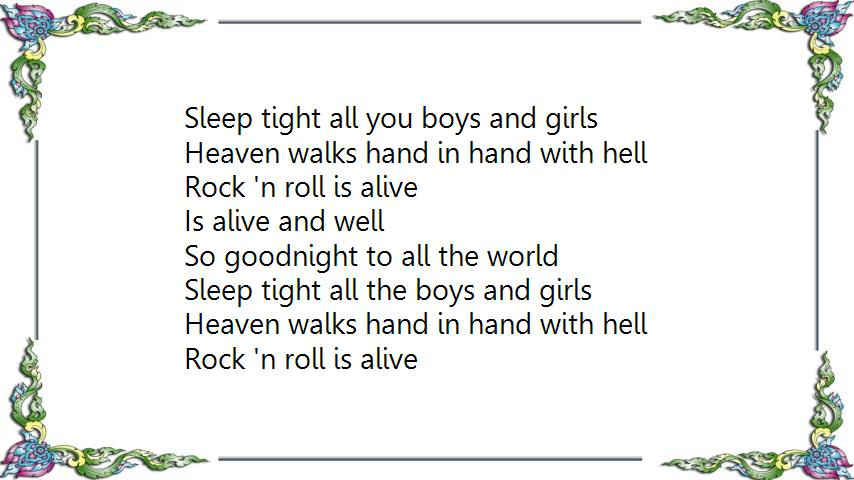 Sleep tight all you boys and girls
Heaven walks hand in hand with hell
Rock 'n roll is alive
Is alive and well
So goodnight to all the world
Sleep tight all the boys and girls
Heaven walks hand in hand with hell
Rock 'n roll is alive